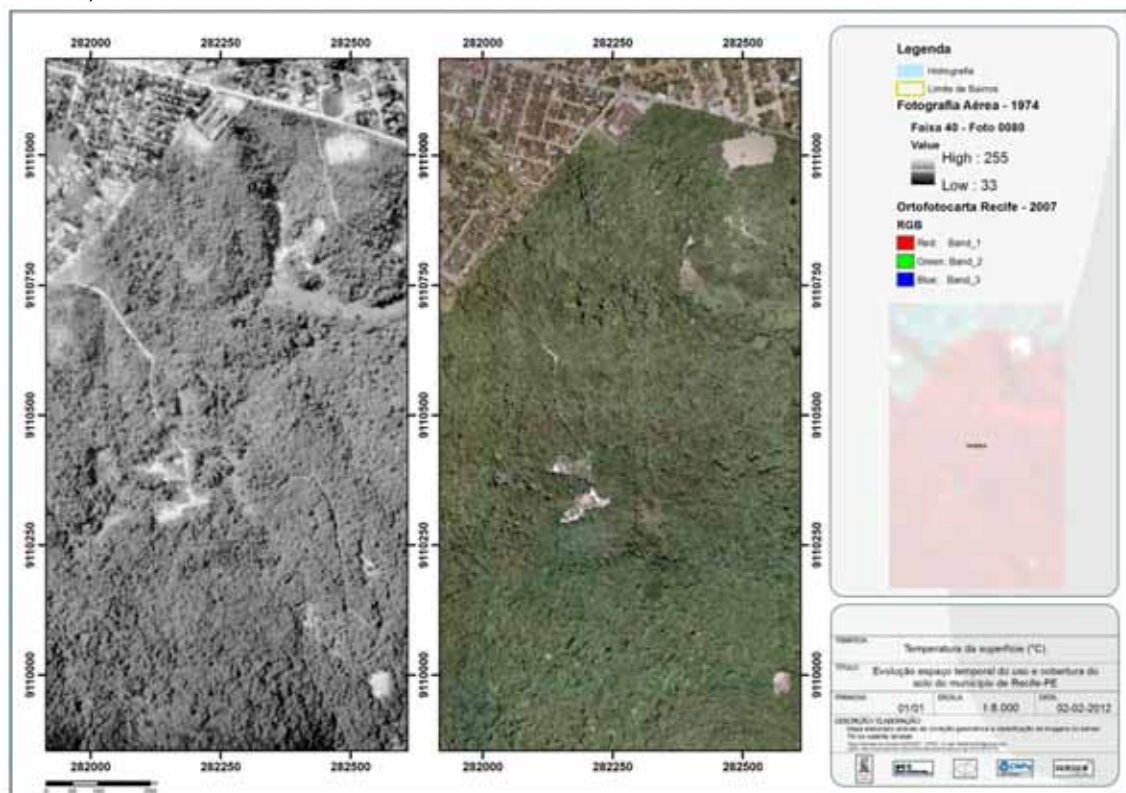 282000 282250 282500
282000 282250 282500
9111000
9110750
9110500
9110250
9110000
9111000
9110750
9110500
9110250
9110000
282000 282250 282500
282000 282250 282500
Legenda
Hidrografia
Limite de Bairros
Fotografia Aérea - 1974
Faixa 40 - Foto 0080
Value
High : 255
Low : 33
Ortofotocarta Recife - 2007
RGB
Red: Band_1
Green: Band_2
Blue: Band_3
Temperatura da superfície (°C)
Evolução espaço temporal do uso e cobertura do
solo do município de Recife-PE
01/01 1:8.000 02-02-2012
CNPq